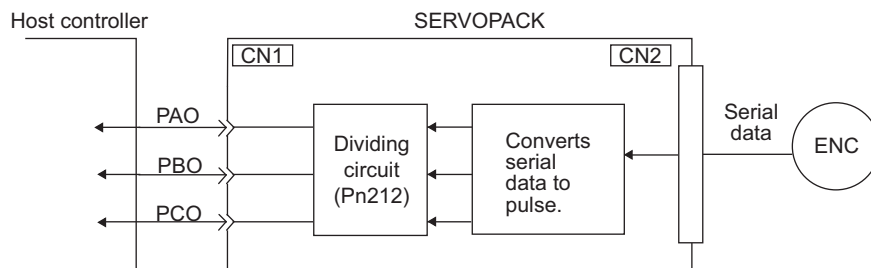 Host controller
SERVOPACK
CN1
CN2
PAO
PBO
PCO
Dividing
circuit
(Pn212)
Converts
serial
data to
pulse.
Serial
data
ENC